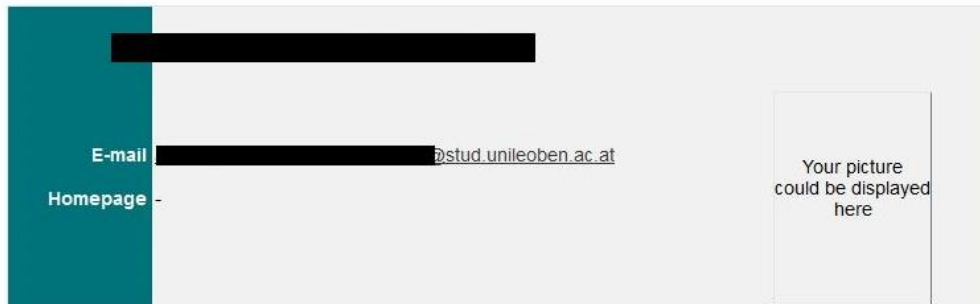 E-mail @stud.unileoben.ac.at
Homepage -
Your picture
could be displayed
here